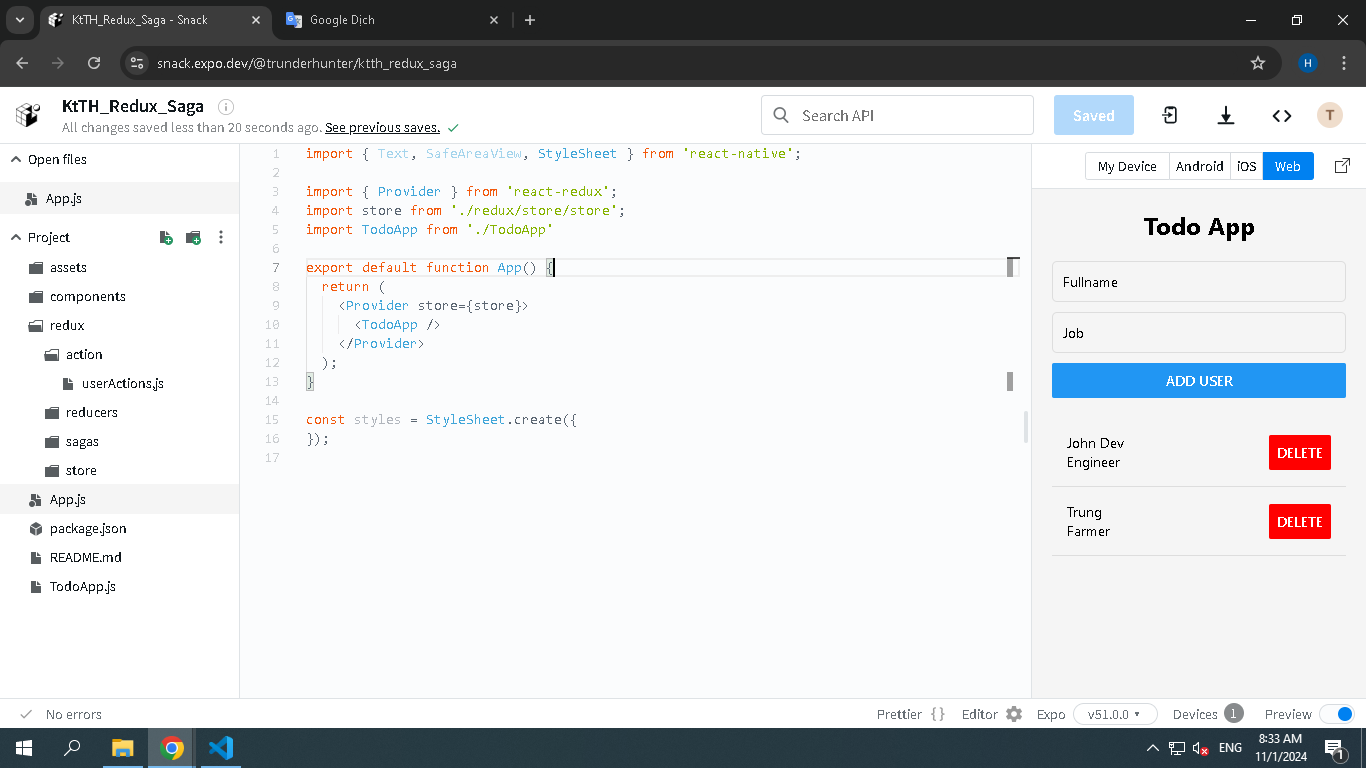 KtTH_Redux_Saga - Snack
Google Dịch
snack.expo.dev/@trunderhunter/ktth_redux_saga
H
KtTH_Redux_Saga
All changes saved less than 20 seconds ago. See previous saves.
Search API
Saved
T
Open files
App.js
Project
assets
components
redux
action
userActions.js
reducers
sagas
store
App.js
package.json
README.md
TodoApp.js
1 import { Text, SafeAreaView, StyleSheet } from 'react-native';
2
3 import { Provider } from 'react-redux';
4 import store from './redux/store/store';
5 import TodoApp from './TodoApp'
6
7 export default function App() {
8 return (
9 <Provider store={store}>
10 <TodoApp />
11 </Provider>
12 );
13 }
14
15 const styles = StyleSheet.create({
16 });
17
My Device Android iOS Web
Todo App
Fullname
Job
ADD USER
John Dev
Engineer
DELETE
Trung
Farmer
DELETE
No errors
Prettier { } Editor Expo v51.0.0 Devices 1 Preview
ENG
8:33 AM
11/1/2024
1